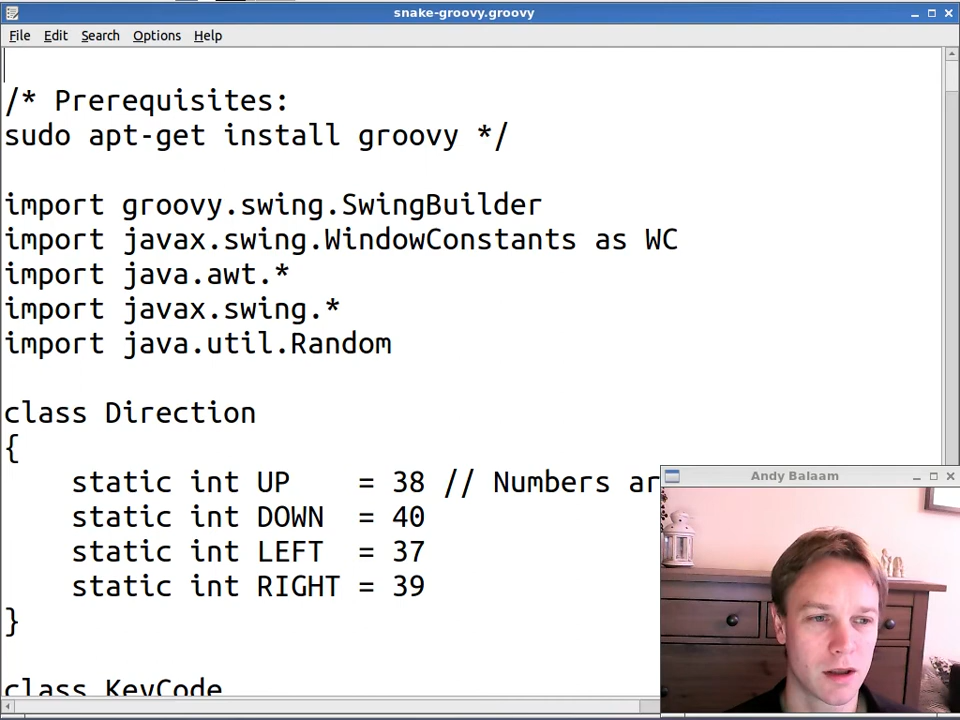 snake-groovy.groovy
File Edit Search Options Help
/* Prerequisites:
sudo apt-get install groovy */
import groovy.swing.SwingBuilder
import javax.swing.WindowConstants as WC
import java.awt.*
import javax.swing.*
import java.util.Random
class Direction
{
static int UP = 38 // Numbers ar
static int DOWN = 40
static int LEFT = 37
static int RIGHT = 39
}
class KeyCode
Andy Balaam